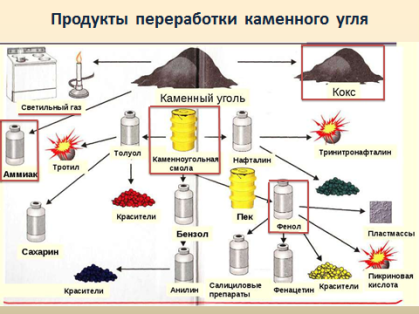 Продукты переработки каменного угля
Светильный газ
Каменный уголь
Кокс
Аммиак
Тротил
Толуол
Каменноугольная
смола
Нафталин
Тринитронафталин
Красители
Пек
Фенол
Пластмассы
Сахарин
Бензол
Красители
Анилин
Салициловые
препараты
Фенацетин
Красители
Пикриновая
кислота